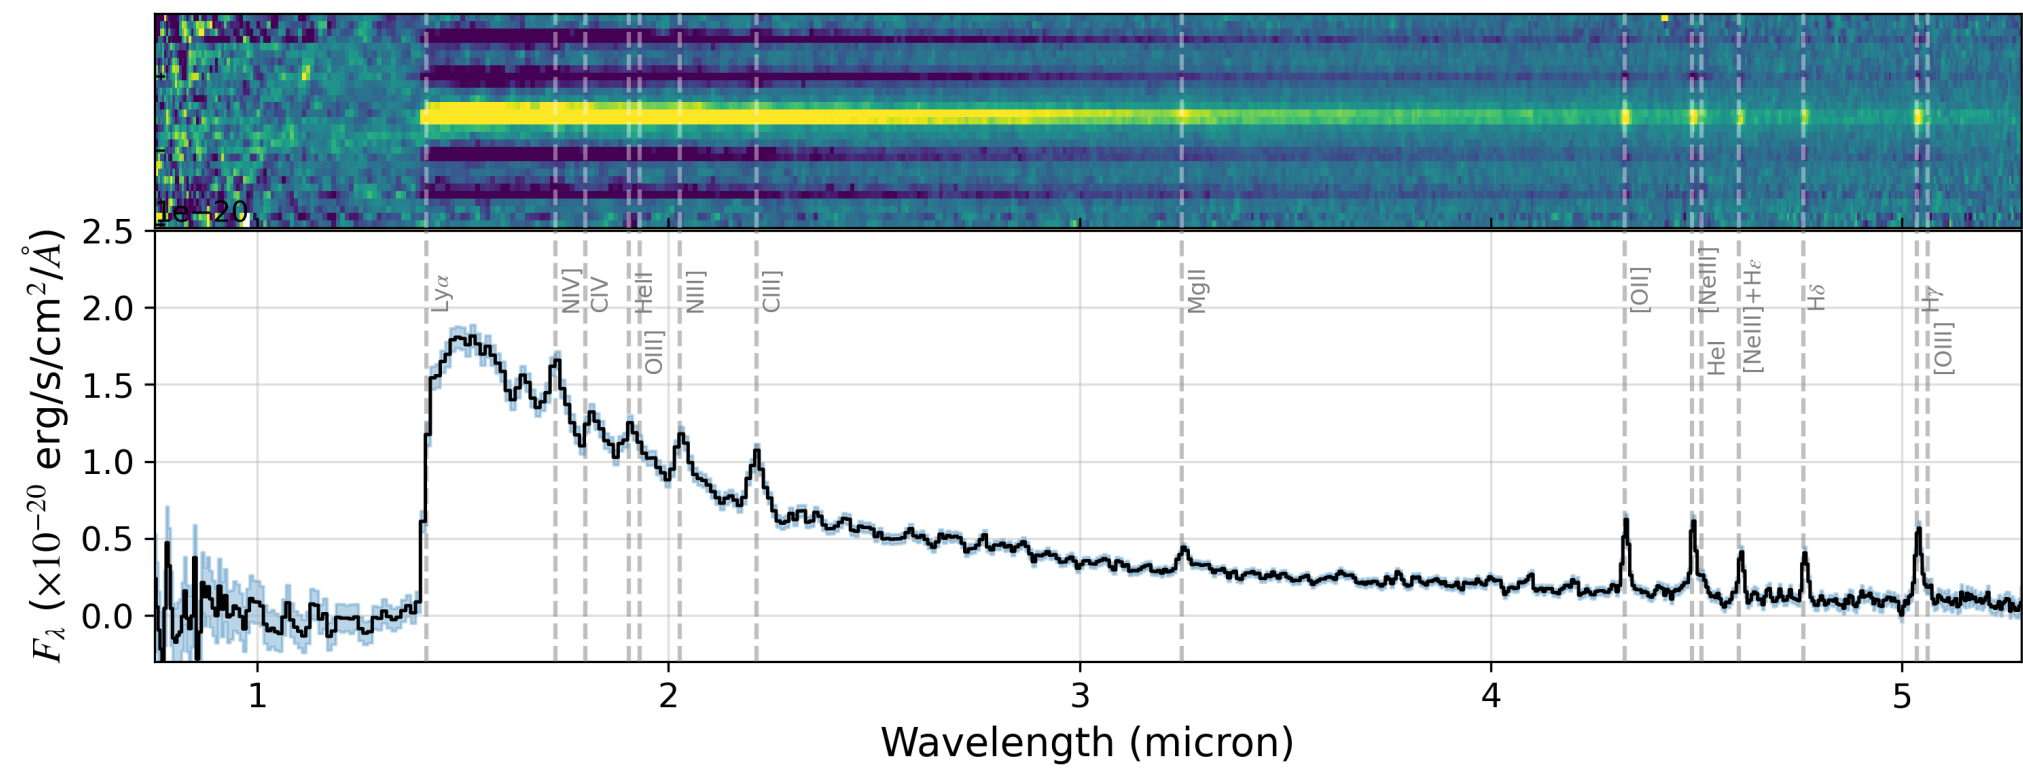 1e−20
2.5
2.0
1.5
1.0
0.5
0.0
F_λ (×10⁻²⁰ erg/s/cm²/Å)
Lyα
NIV]
CIV
HeII
OIII]
NIII]
CIII]
MgII
[OII]
[NeIII]
HeI
[NeIII]+Hε
Hδ
Hγ
[OIII]
1 2 3 4 5
Wavelength (micron)